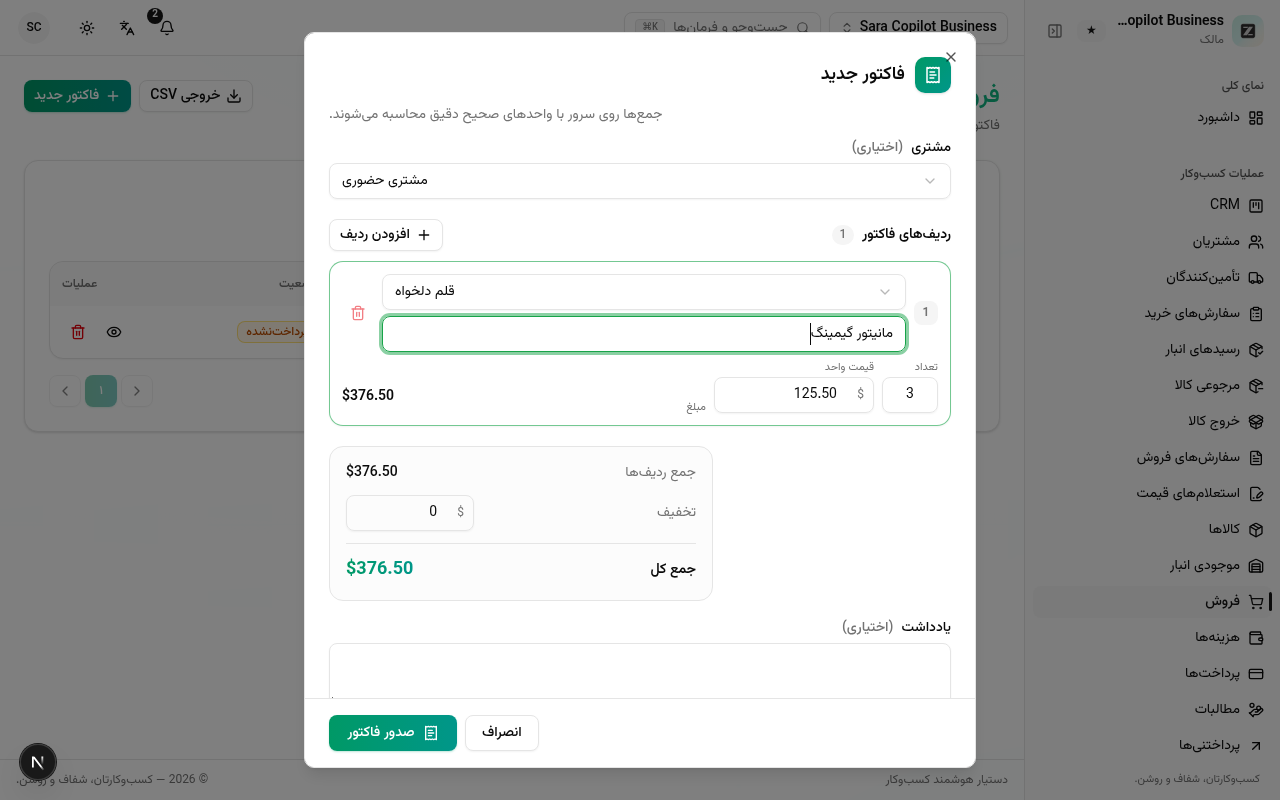 Sara Copilot Business
…opilot Business
مالک
2
SC
جست‌وجو و فرمان‌ها
⌘K
نمای کلی
داشبورد
عملیات کسب‌وکار
CRM
مشتریان
تأمین‌کنندگان
سفارش‌های خرید
رسیدهای انبار
مرجوعی کالا
خروج کالا
سفارش‌های فروش
استعلام‌های قیمت
کالاها
موجودی انبار
فروش
هزینه‌ها
پرداخت‌ها
مطالبات
پرداختنی‌ها
کسب‌وکارتان، شفاف و روشن.
خروجی CSV
فاکتور جدید
عملیات
۱
فاکتور جدید
جمع‌ها روی سرور با واحدهای صحیح دقیق محاسبه می‌شوند.
مشتری (اختیاری)
مشتری حضوری
ردیف‌های فاکتور 1
افزودن ردیف
1
قلم دلخواه
مانیتور گیمینگ
تعداد
قیمت واحد
3
$ 125.50
مبلغ
$376.50
جمع ردیف‌ها
$376.50
تخفیف
$ 0
جمع کل
$376.50
یادداشت (اختیاری)
انصراف
صدور فاکتور
دستیار هوشمند کسب‌وکار
© 2026 — کسب‌وکارتان، شفاف و روشن.
N